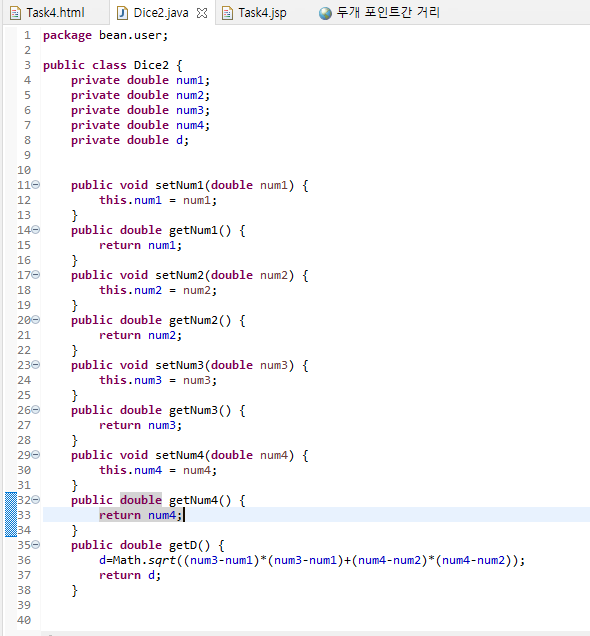 Task4.html Dice2.java Task4.jsp 두개 포인트간 거리
1 package bean.user;
2
3 public class Dice2 {
4 private double num1;
5 private double num2;
6 private double num3;
7 private double num4;
8 private double d;
9
10
11 public void setNum1(double num1) {
12 this.num1 = num1;
13 }
14 public double getNum1() {
15 return num1;
16 }
17 public void setNum2(double num2) {
18 this.num2 = num2;
19 }
20 public double getNum2() {
21 return num2;
22 }
23 public void setNum3(double num3) {
24 this.num3 = num3;
25 }
26 public double getNum3() {
27 return num3;
28 }
29 public void setNum4(double num4) {
30 this.num4 = num4;
31 }
32 public double getNum4() {
33 return num4;
34 }
35 public double getD() {
36 d=Math.sqrt((num3-num1)*(num3-num1)+(num4-num2)*(num4-num2));
37 return d;
38 }
39
40